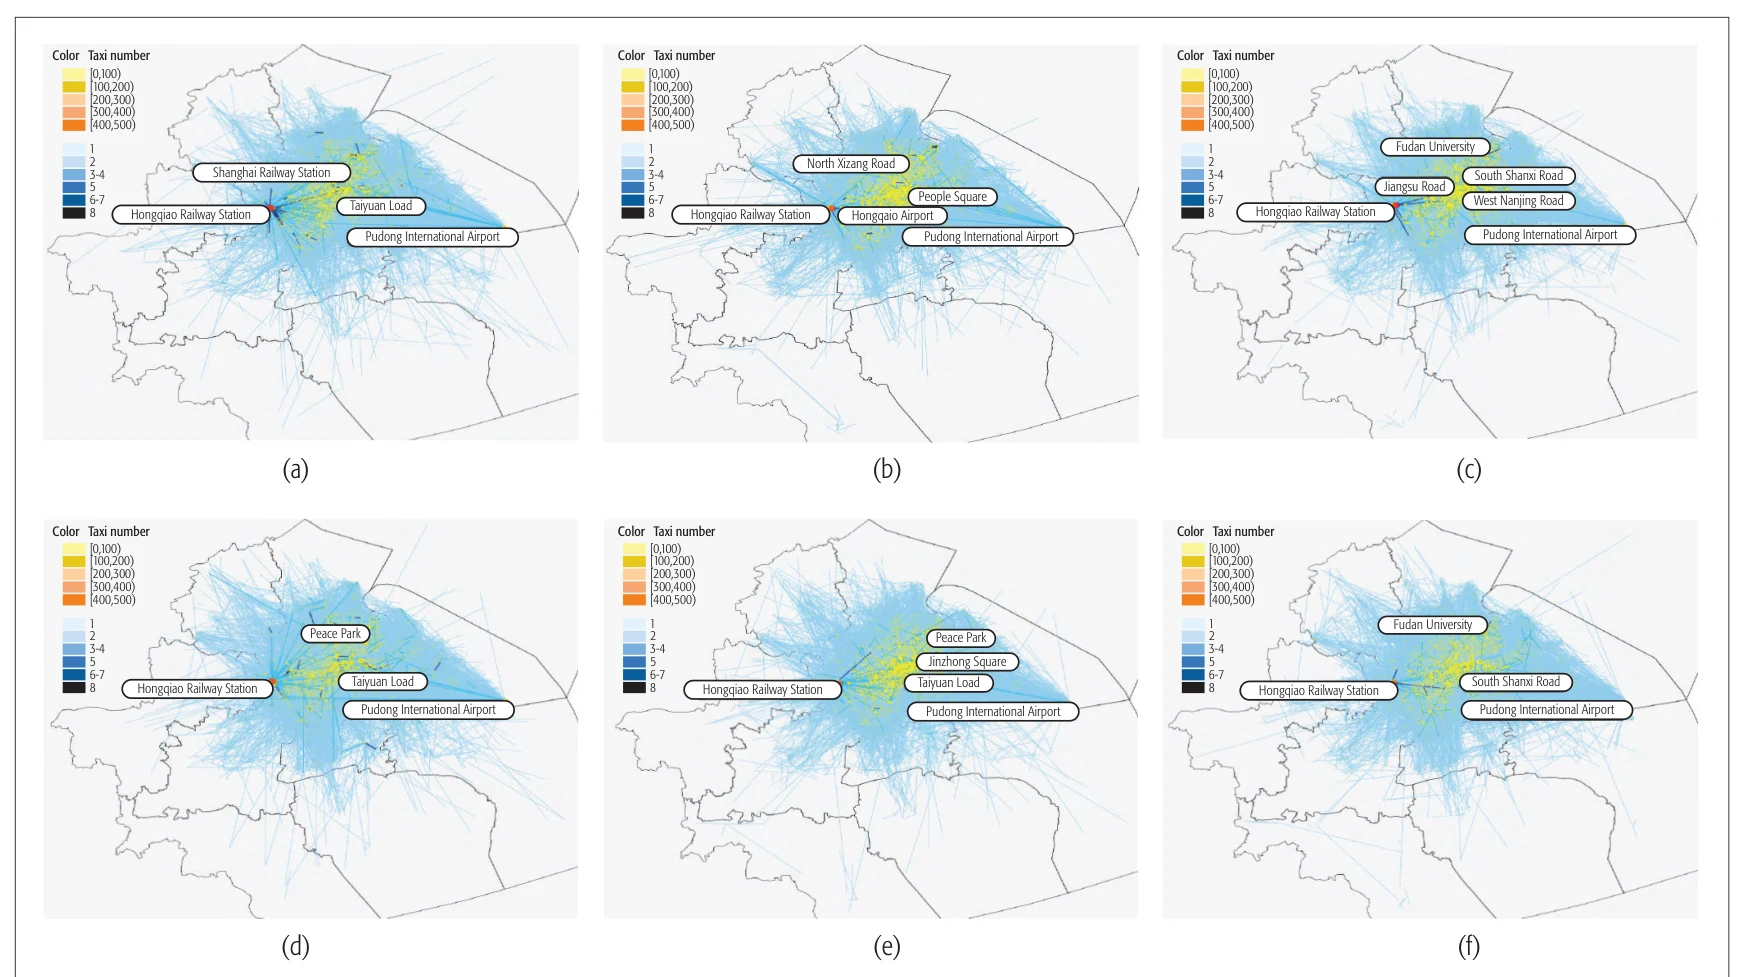 Color Taxi number
[0,100)
[100,200)
[200,300)
[300,400)
[400,500)
1
2
3-4
5
6-7
8
Shanghai Railway Station
Taiyuan Load
Hongqiao Railway Station
Pudong International Airport
(a)
Color Taxi number
[0,100)
[100,200)
[200,300)
[300,400)
[400,500)
1
2
3-4
5
6-7
8
North Xizang Road
People Square
Hongqiao Railway Station
Hongqaio Airport
Pudong International Airport
(b)
Color Taxi number
[0,100)
[100,200)
[200,300)
[300,400)
[400,500)
1
2
3-4
5
6-7
8
Fudan University
South Shanxi Road
Jiangsu Road
West Nanjing Road
Hongqiao Railway Station
Pudong International Airport
(c)
Color Taxi number
[0,100)
[100,200)
[200,300)
[300,400)
[400,500)
1
2
3-4
5
6-7
8
Peace Park
Taiyuan Load
Hongqiao Railway Station
Pudong International Airport
(d)
Color Taxi number
[0,100)
[100,200)
[200,300)
[300,400)
[400,500)
1
2
3-4
5
6-7
8
Peace Park
Jinzhong Square
Taiyuan Load
Hongqiao Railway Station
Pudong International Airport
(e)
Color Taxi number
[0,100)
[100,200)
[200,300)
[300,400)
[400,500)
1
2
3-4
5
6-7
8
Fudan University
South Shanxi Road
Hongqiao Railway Station
Pudong International Airport
(f)